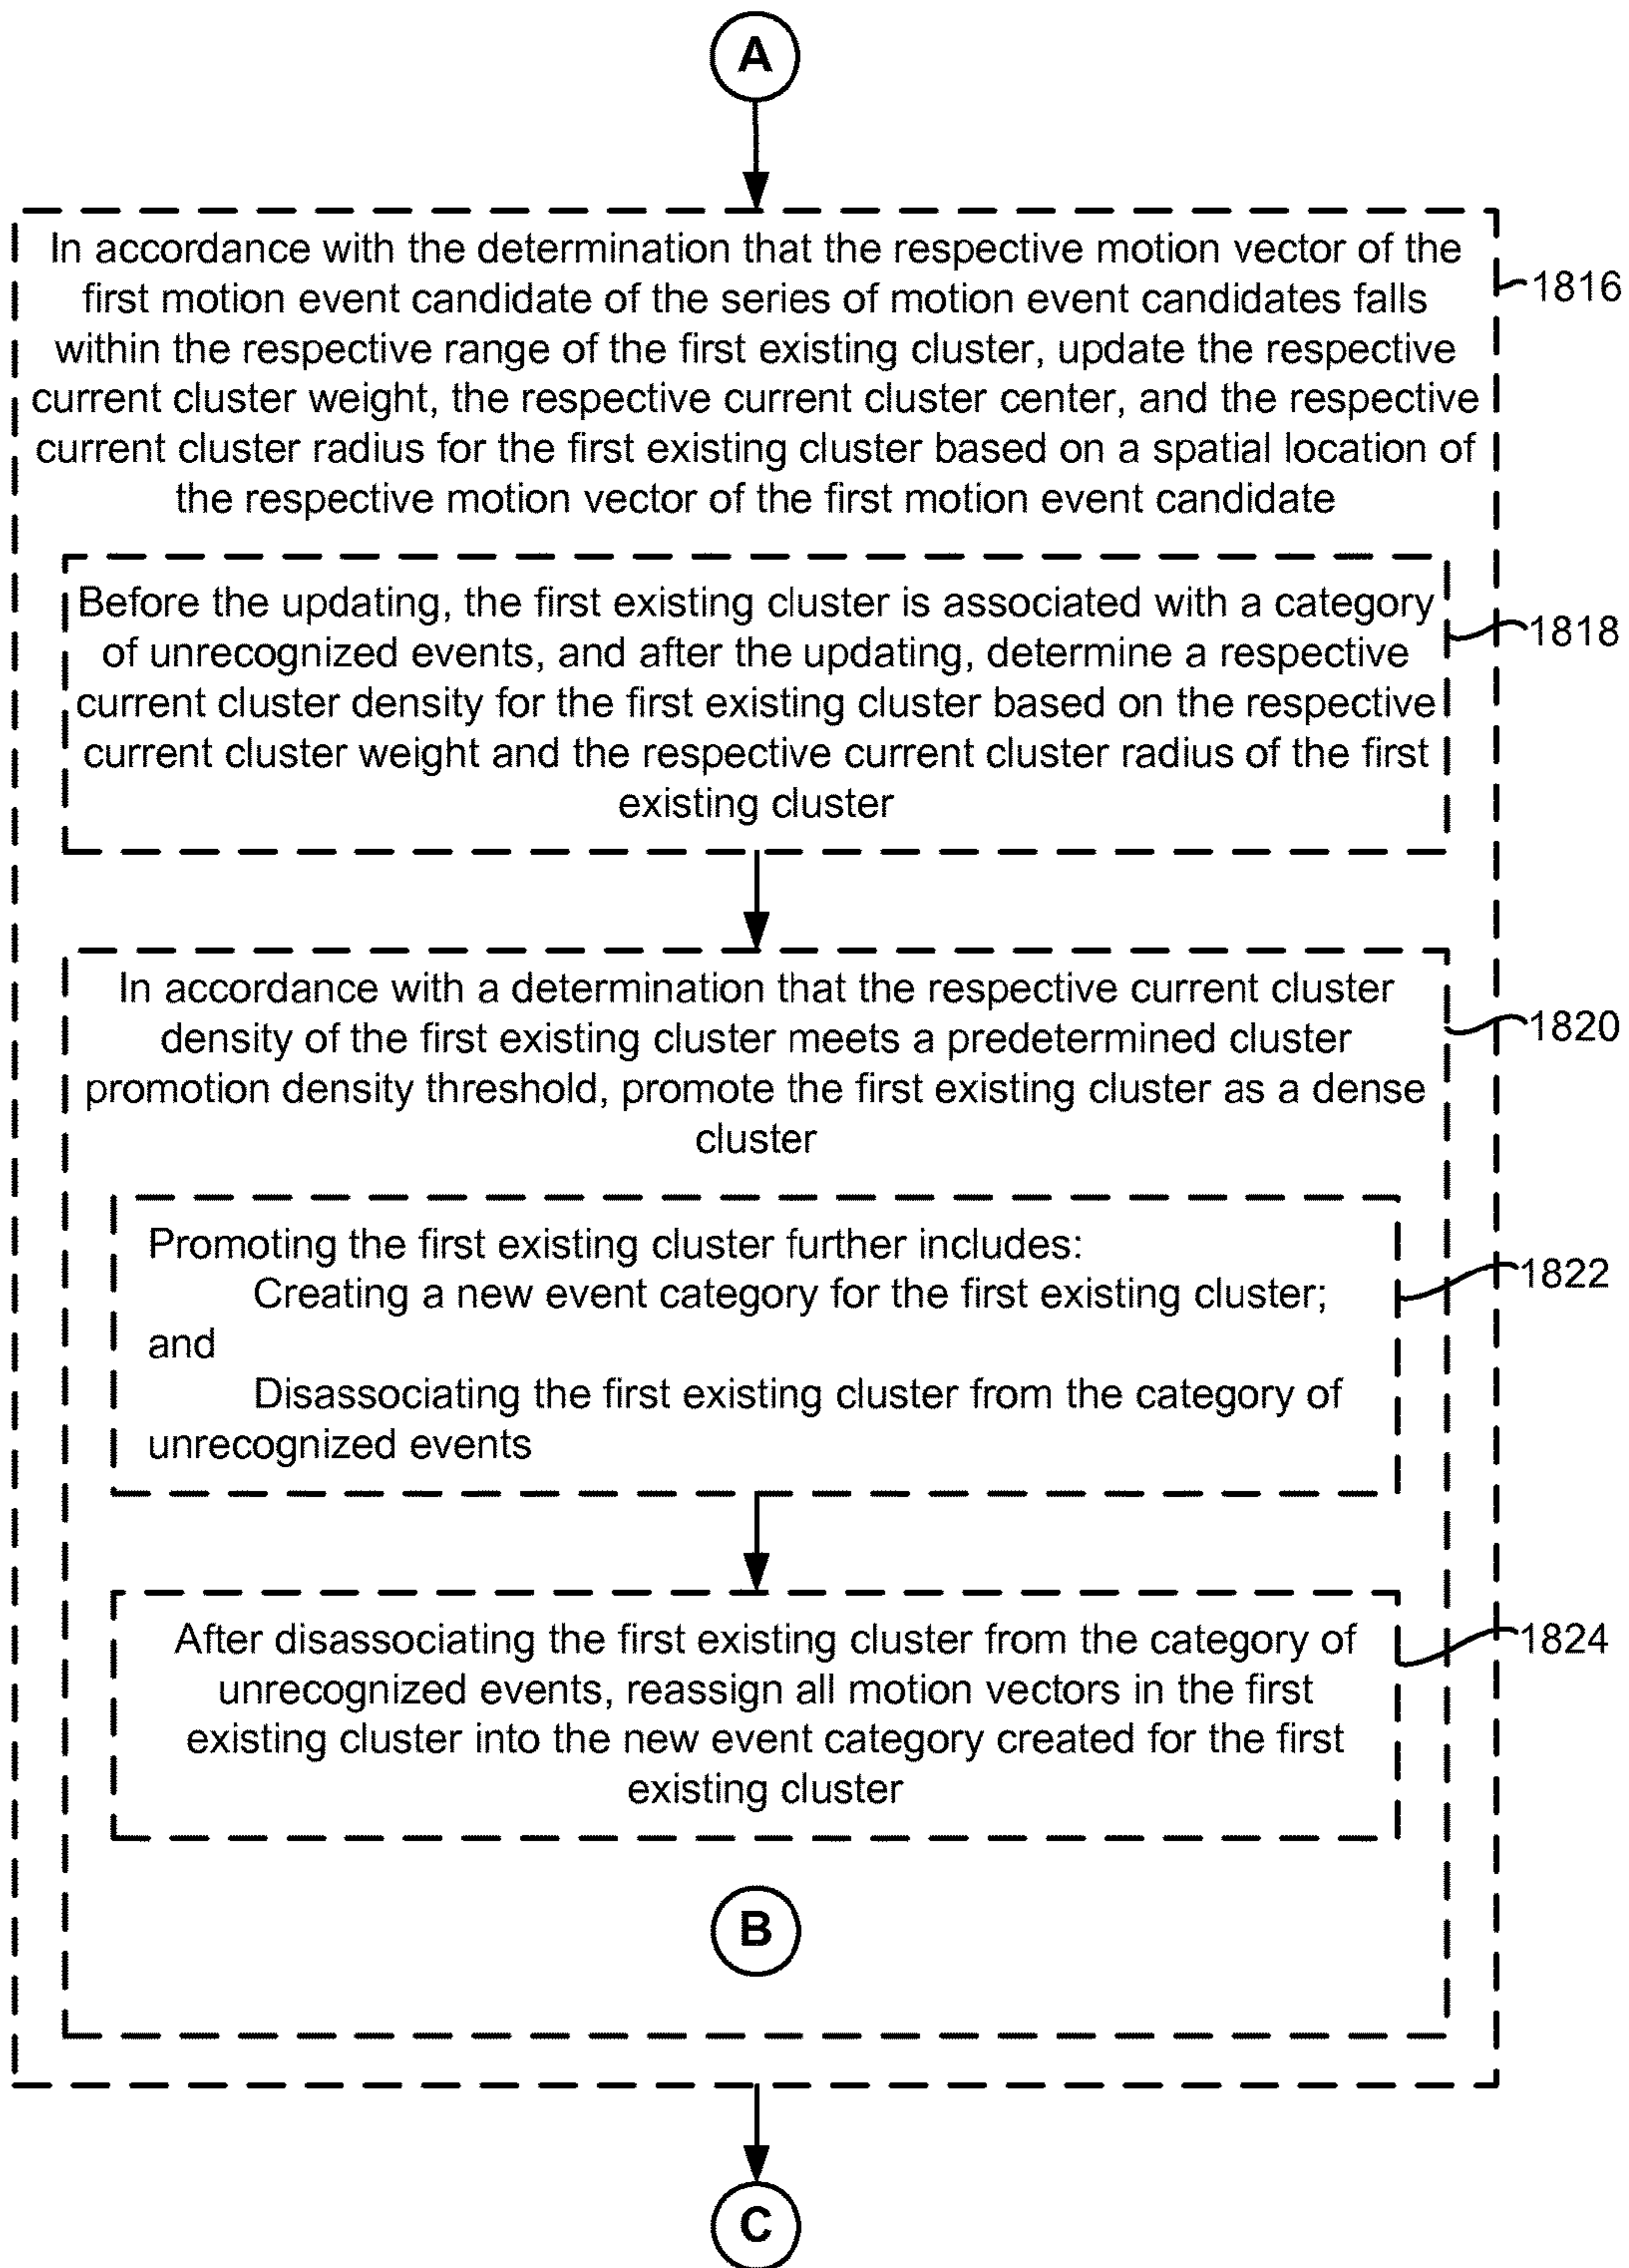 A
In accordance with the determination that the respective motion vector of the
first motion event candidate of the series of motion event candidates falls
within the respective range of the first existing cluster, update the respective
current cluster weight, the respective current cluster center, and the respective
current cluster radius for the first existing cluster based on a spatial location of
the respective motion vector of the first motion event candidate
1816
Before the updating, the first existing cluster is associated with a category
of unrecognized events, and after the updating, determine a respective
current cluster density for the first existing cluster based on the respective
current cluster weight and the respective current cluster radius of the first
existing cluster
1818
In accordance with a determination that the respective current cluster
density of the first existing cluster meets a predetermined cluster
promotion density threshold, promote the first existing cluster as a dense
cluster
1820
Promoting the first existing cluster further includes:
Creating a new event category for the first existing cluster;
and
Disassociating the first existing cluster from the category of
unrecognized events
1822
After disassociating the first existing cluster from the category of
unrecognized events, reassign all motion vectors in the first
existing cluster into the new event category created for the first
existing cluster
1824
B
C